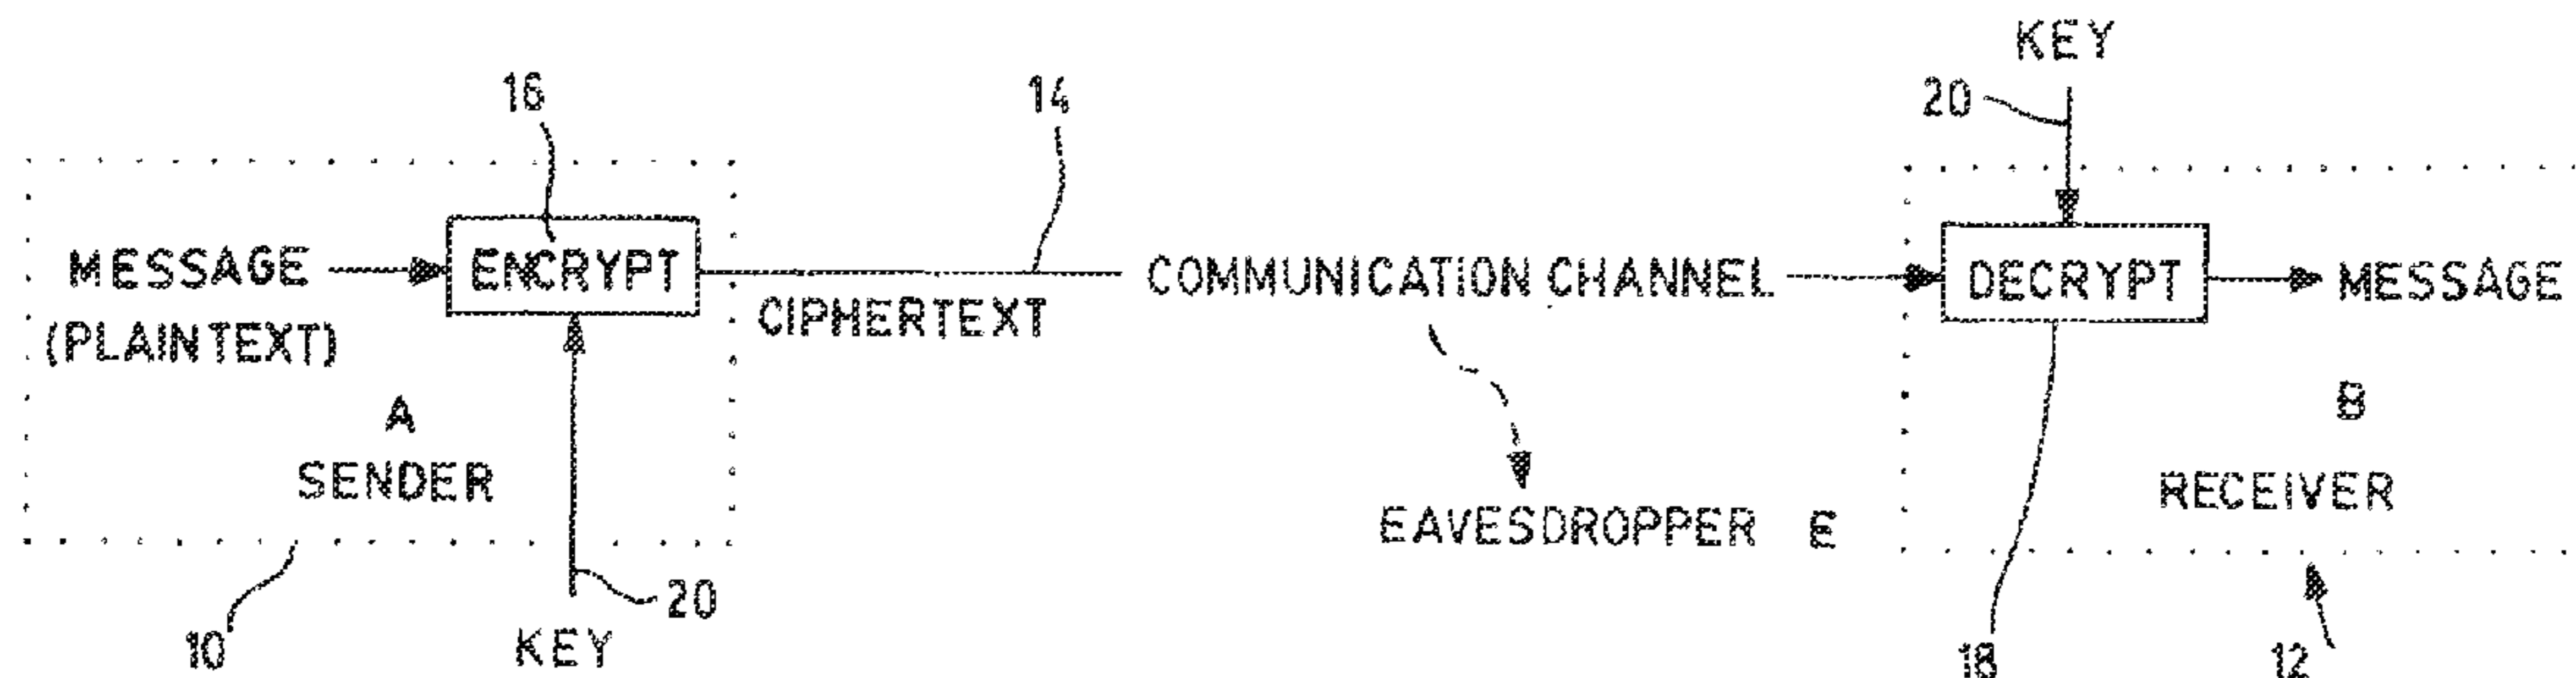 KEY
16
14
20
MESSAGE
(PLAINTEXT)
ENCRYPT
CIPHERTEXT
COMMUNICATION CHANNEL
DECRYPT
MESSAGE
A
SENDER
B
RECEIVER
EAVESDROPPER E
10
KEY
20
18
12